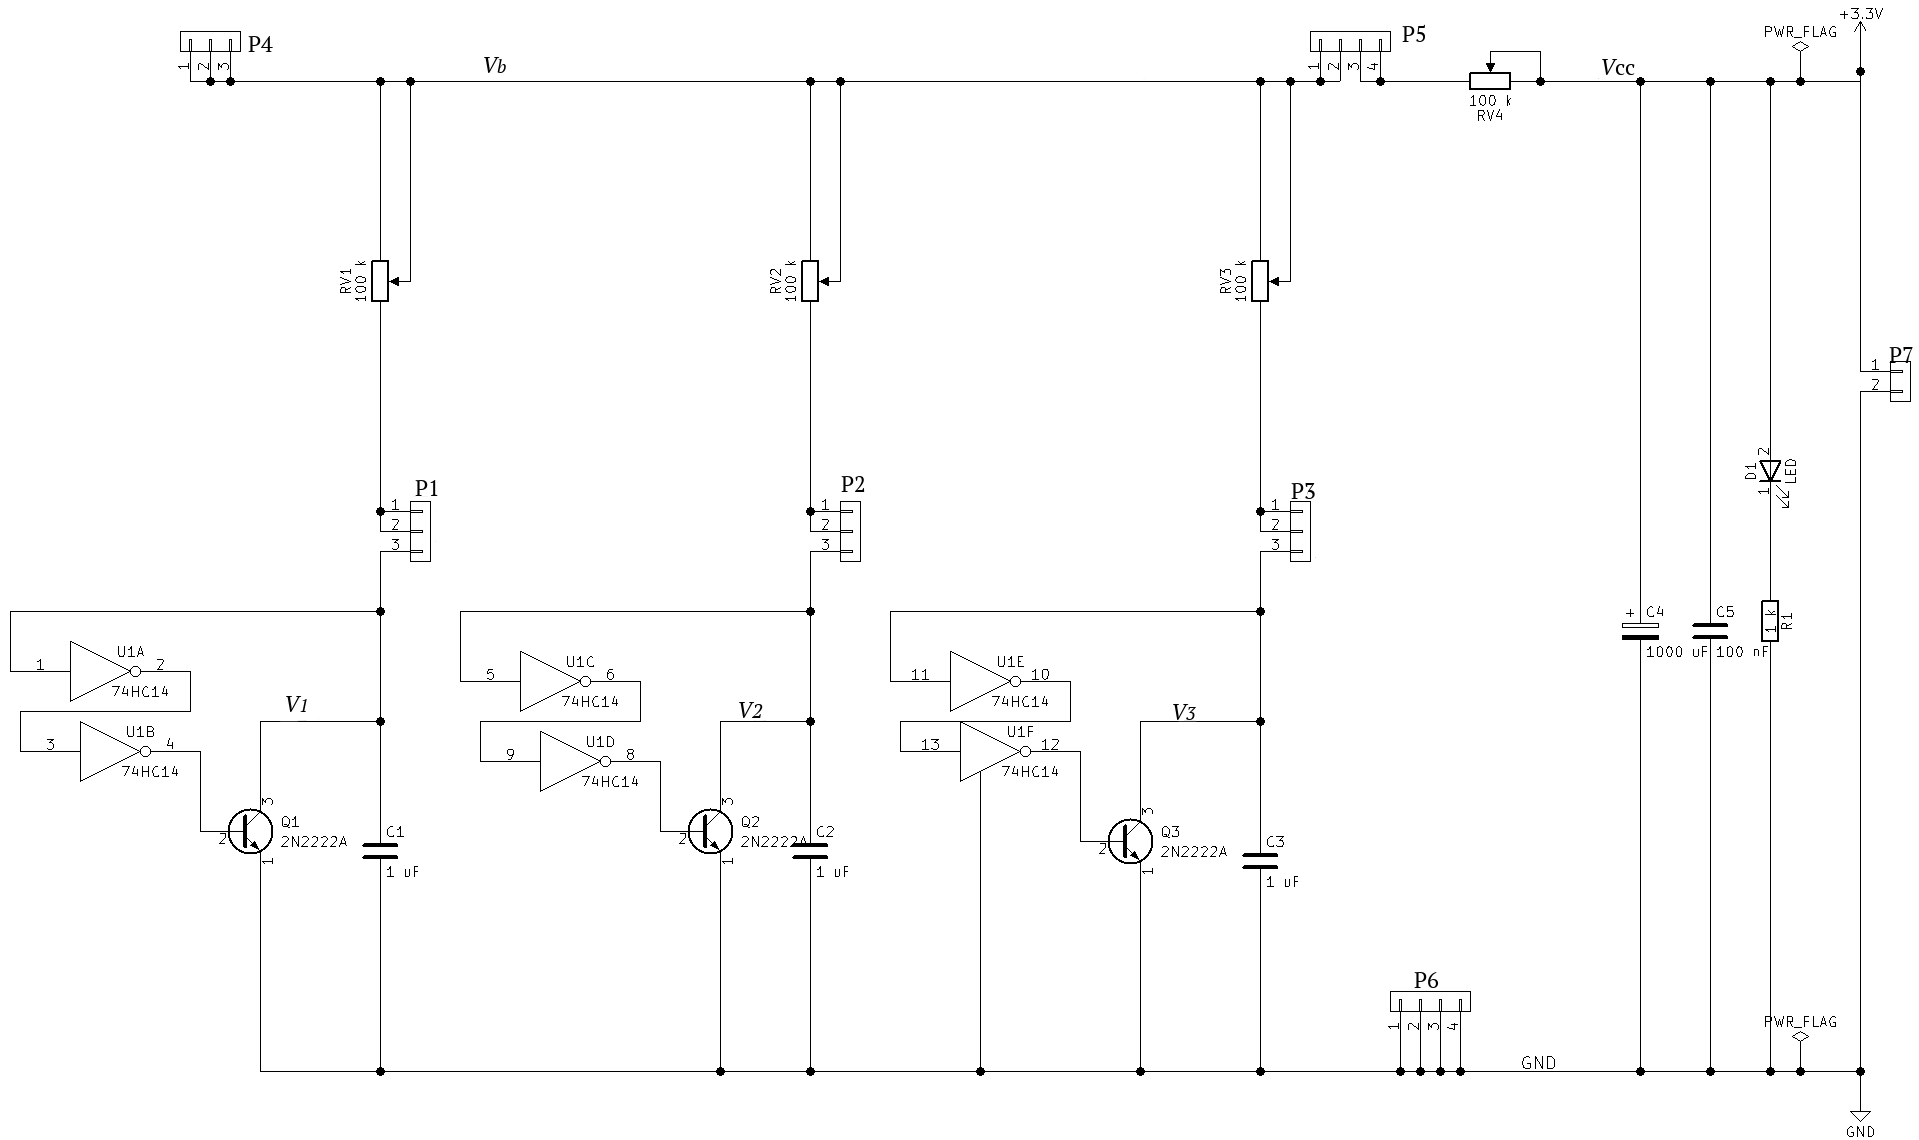 +3.3V
PWR_FLAG
P4
1 2 3
Vb
P5
1 2 3 4
Vcc
100 k
RV4
RV1
100 k
RV2
100 k
RV3
100 k
P7
1
2
P1
1
2
3
P2
1
2
3
P3
1
2
3
D1
2
1
LED
+ C4
1000 uF
C5
100 nF
1 k
R1
1
U1A
2
74HC14
3
U1B
4
74HC14
V1
2
3
1
Q1
2N2222A
C1
1 uF
5
U1C
6
74HC14
9
U1D
8
74HC14
V2
2
3
1
Q2
2N2222A
C2
1 uF
11
U1E
10
74HC14
13
U1F
12
74HC14
V3
2
3
1
Q3
2N2222A
C3
1 uF
P6
1 2 3 4
GND
PWR_FLAG
GND